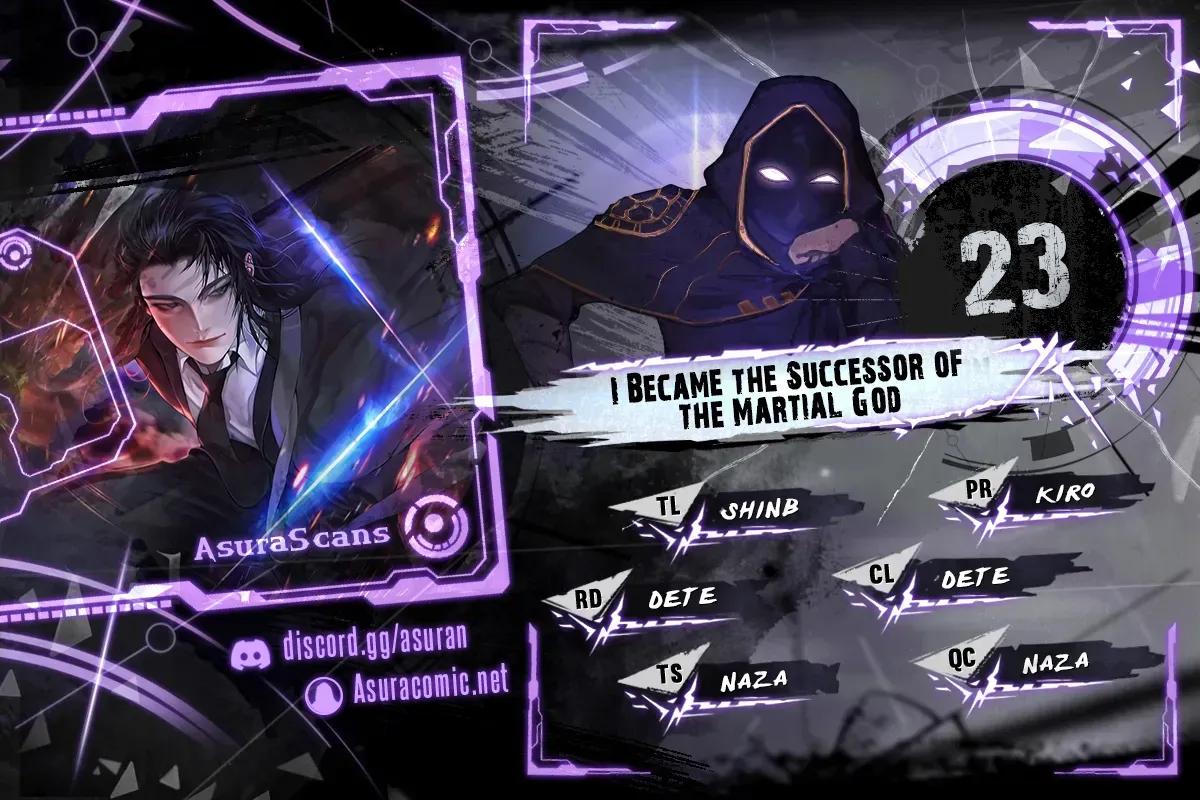 23
I BECAME THE SUCCESSOR OF
THE MARTIAL GOD
TL SHINB
PR KIRO
RD DETE
CL DETE
TS NAZA
QC NAZA
AsuraScans
discord.gg/asuran
Asuracomic.net